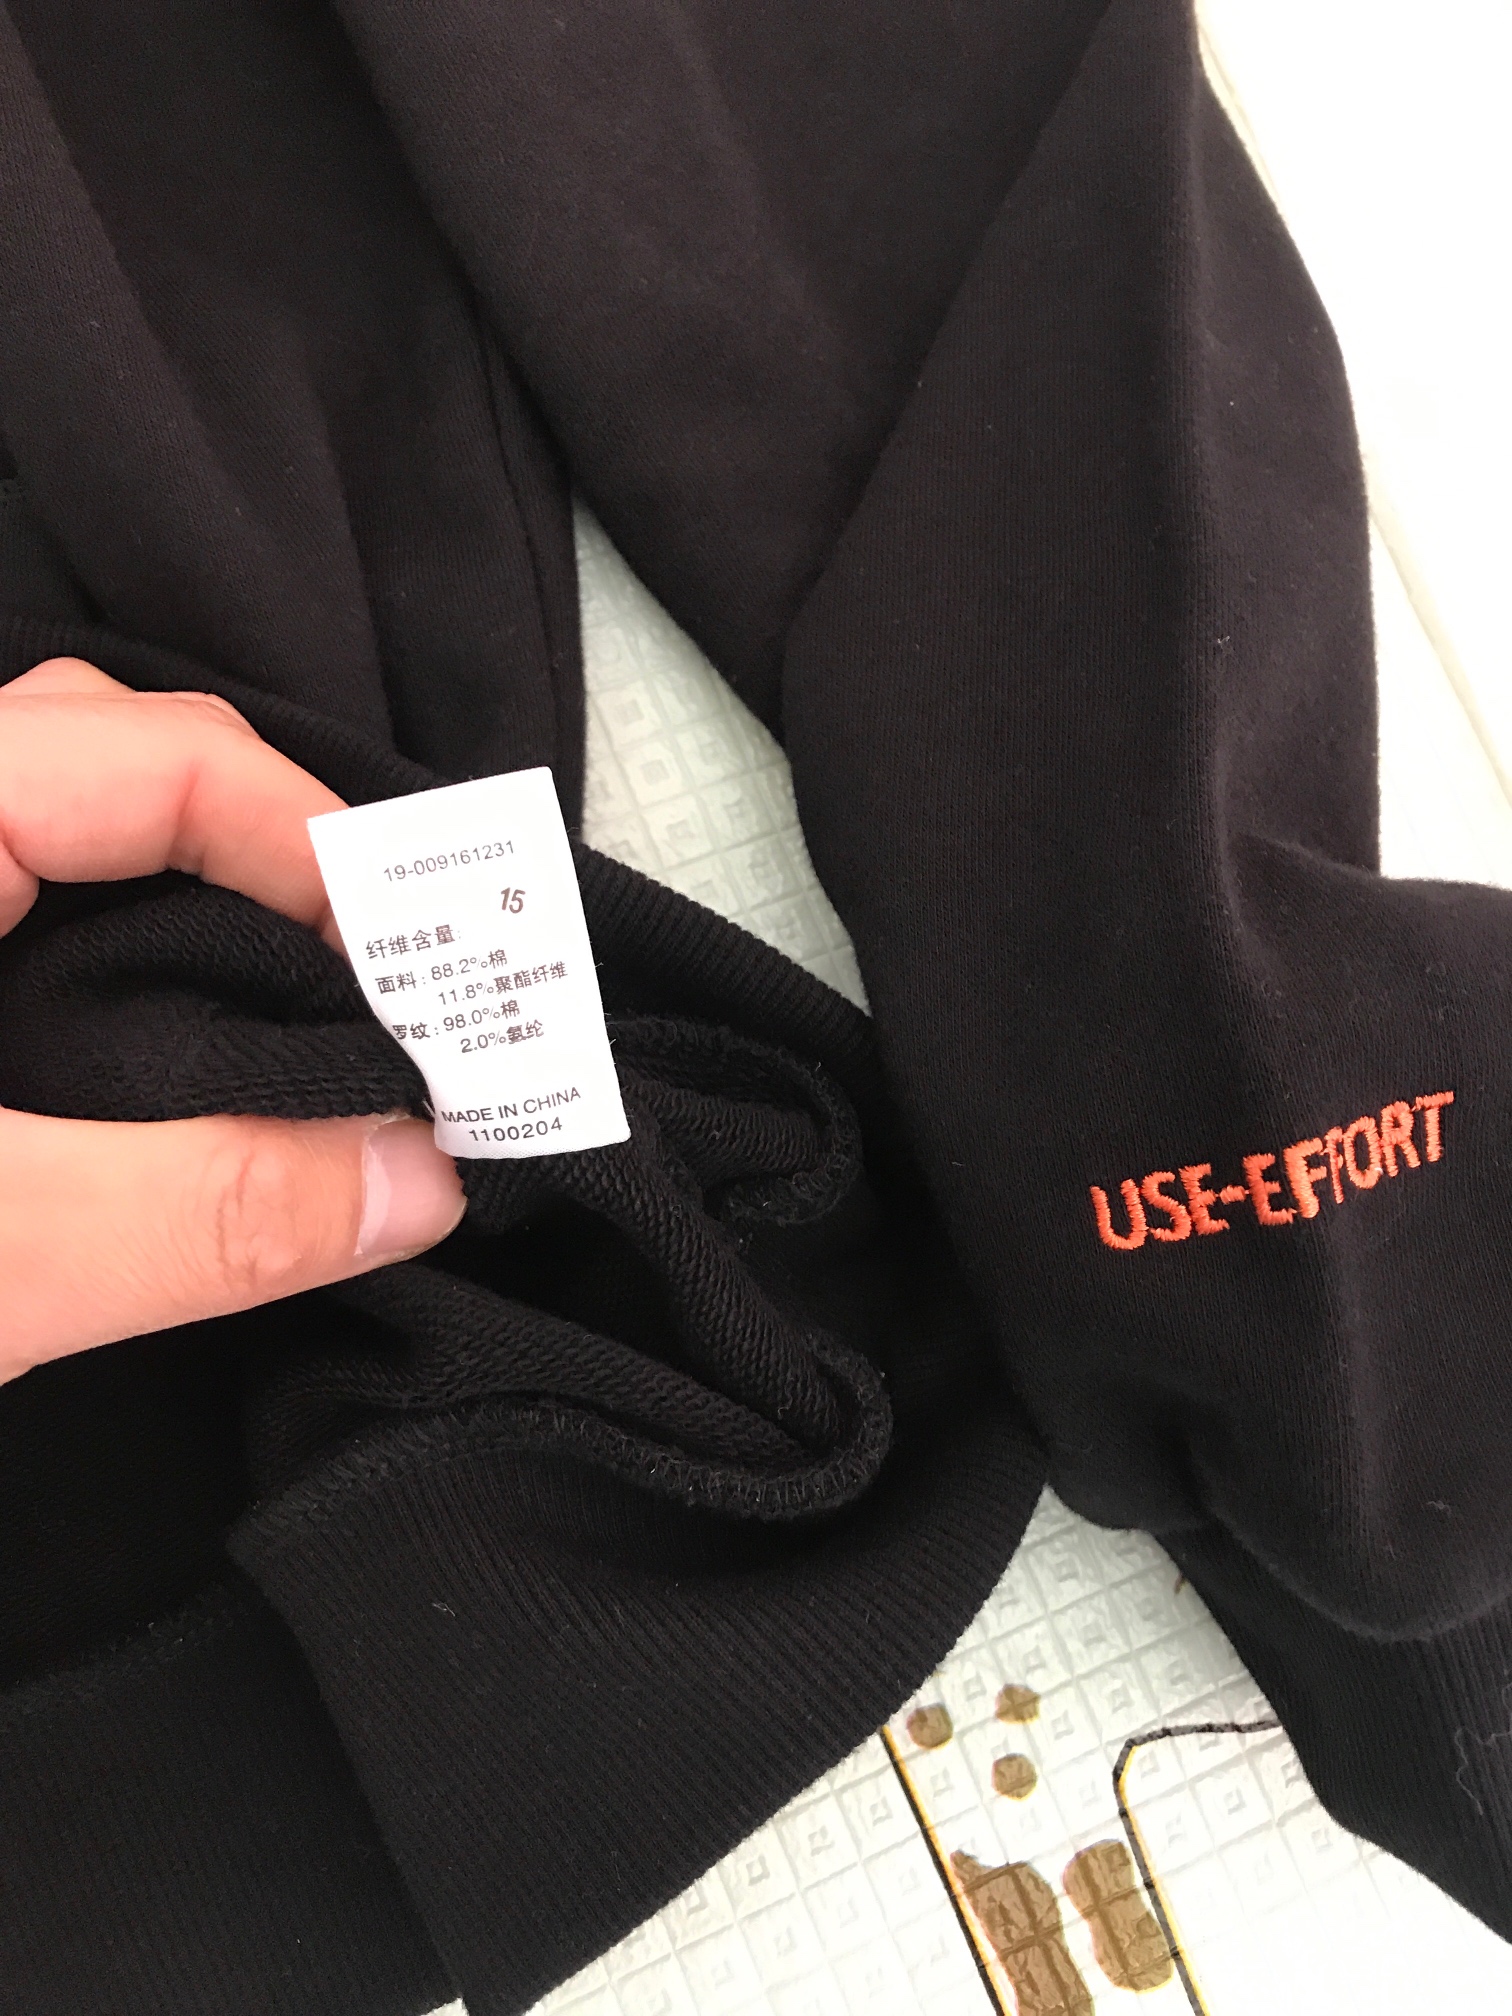 19-009161231
15
纤维含量:
面料:88.2%棉
11.8%聚酯纤维
罗纹:98.0%棉
2.0%氨纶
MADE IN CHINA
1100204
USE-EFFORT